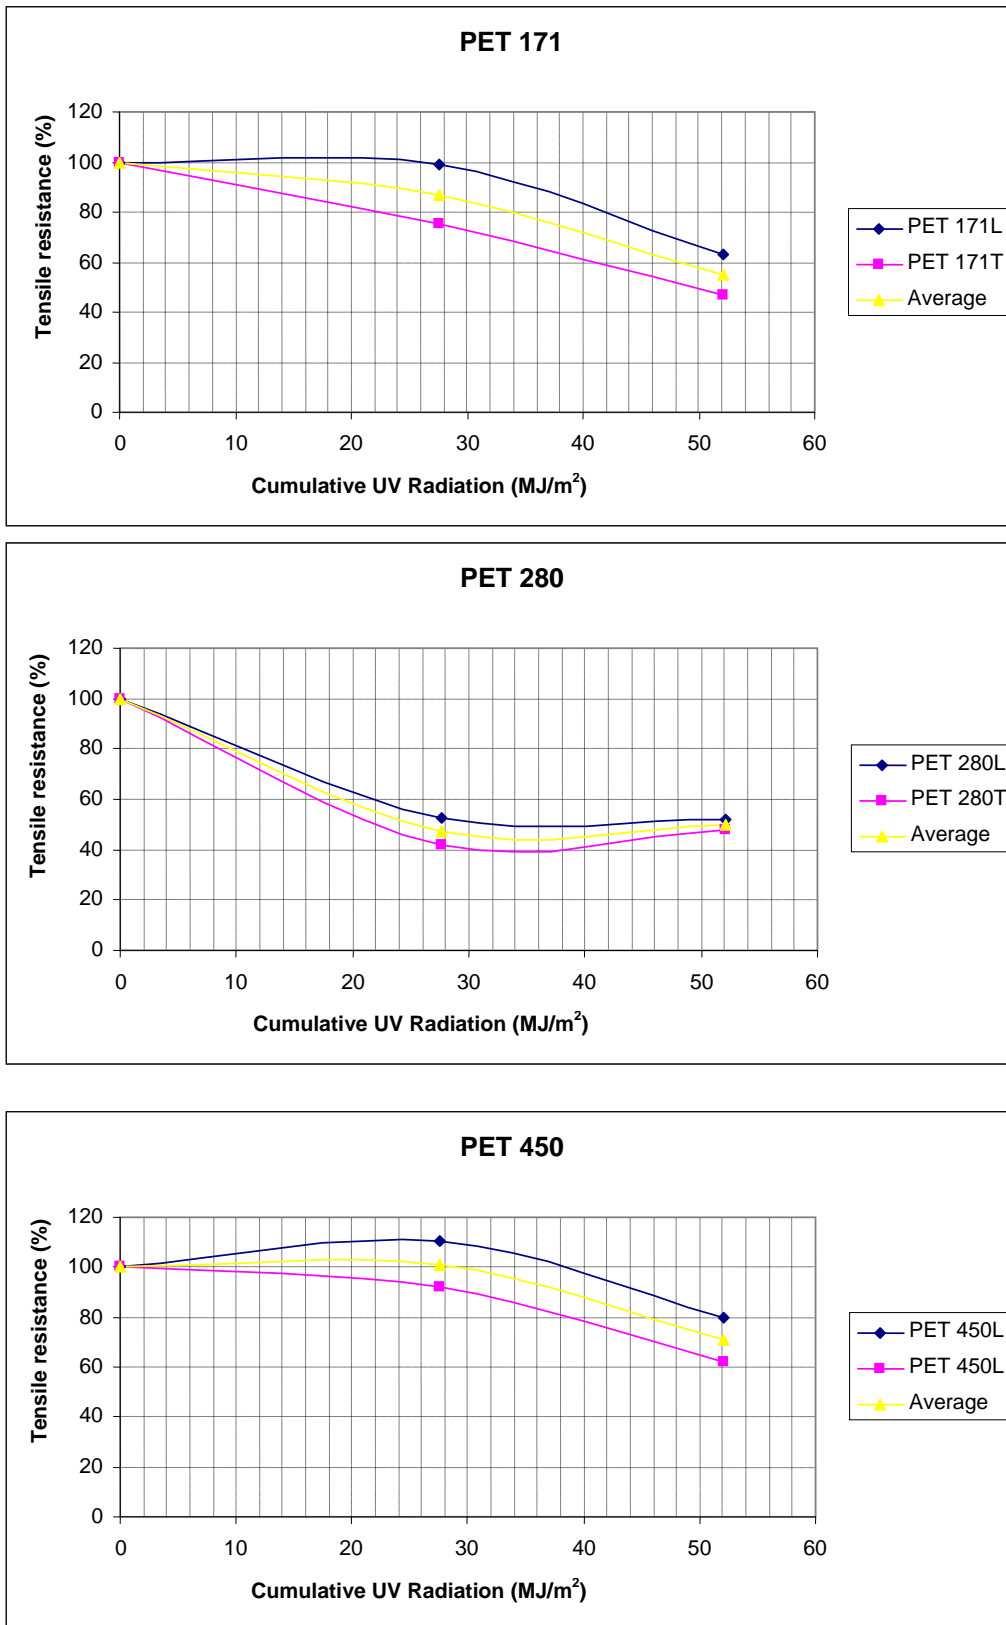 PET 171
120
100
80
60
40
20
0
Tensile resistance (%)
0 10 20 30 40 50 60
Cumulative UV Radiation (MJ/m²)
PET 171L
PET 171T
Average
PET 280
120
100
80
60
40
20
0
Tensile resistance (%)
0 10 20 30 40 50 60
Cumulative UV Radiation (MJ/m²)
PET 280L
PET 280T
Average
PET 450
120
100
80
60
40
20
0
Tensile resistance (%)
0 10 20 30 40 50 60
Cumulative UV Radiation (MJ/m²)
PET 450L
PET 450L
Average